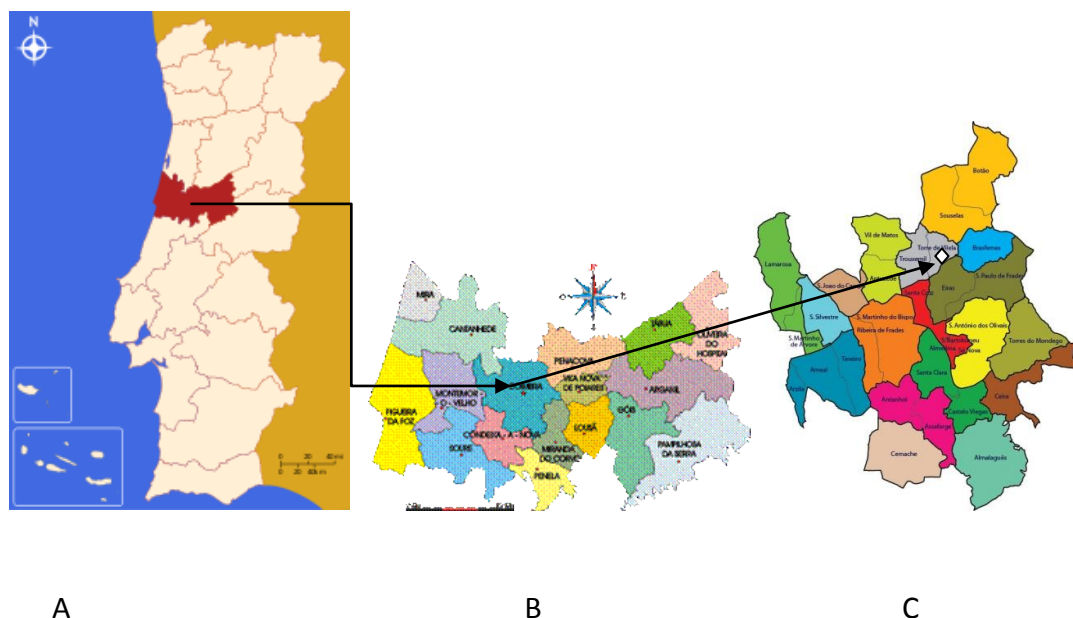 N
MIRA
CANTANHEDE
TÁBUA
OLIVEIRA
DO
HOSPITAL
PENACOVA
COIMBRA
VILA NOVA
DE POIARES
ARGANIL
MONTEMOR
- O - VELHO
FIGUEIRA
DA FOZ
GÓIS
LOUSÃ
CONDEIXA - A - NOVA
SOURE
MIRANDA
DO CORVO
PAMPILHOSA
DA SERRA
PENELA
Botão
Souselas
Vil de Matos
Torre de Vilela
Brasfemes
Trouxemil
Lamarosa
S. Paulo de Frades
Antuzede
Eiras
S. Joao do Campo
Santa Cruz
S. Silvestre
S. Martinho do Bispo
S. António dos Olivais
Ribeira de Frades
S. Martinho
de Arvore
S. Bartolomeu
Almedina
Sé Nova
Torres do Mondego
Ameal
Taveiro
Santa Clara
Arzila
Ceira
Antanhol
Castelo Viegas
Assafarge
Cernache
Almalaguês
A
B
C